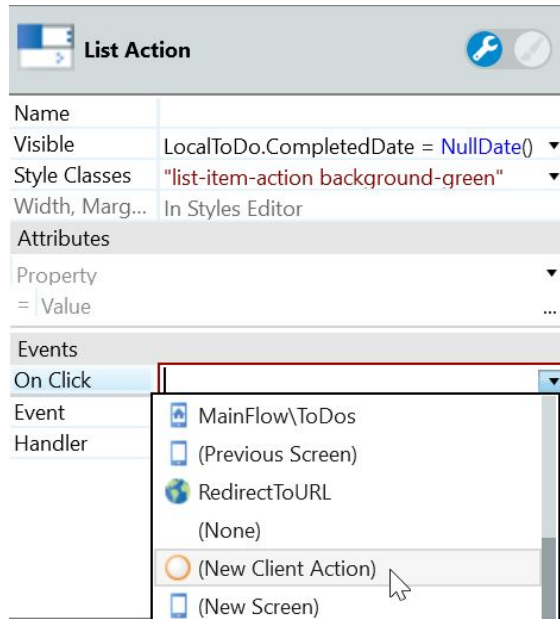 List Action
Name
Visible LocalToDo.CompletedDate = NullDate()
Style Classes "list-item-action background-green"
Width, Marg... In Styles Editor
Attributes
Property
= Value ...
Events
On Click
Event
Handler
MainFlow\ToDos
(Previous Screen)
RedirectToURL
(None)
(New Client Action)
(New Screen)